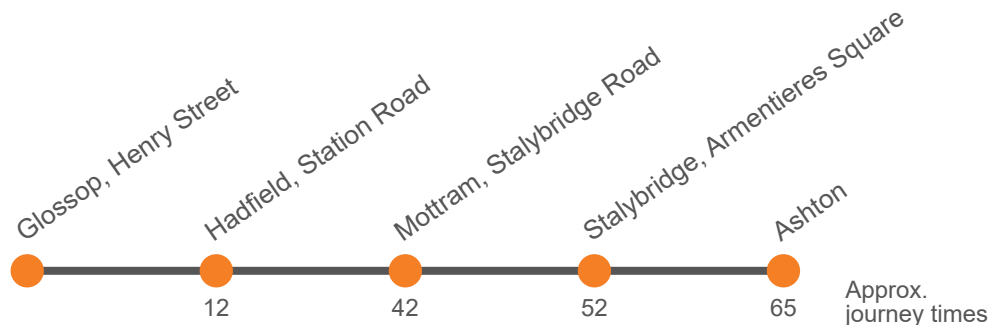 Glossop, Henry Street
Hadfield, Station Road
Mottram, Stalybridge Road
Stalybridge, Armentieres Square
Ashton
12
42
52
65
Approx.
journey times